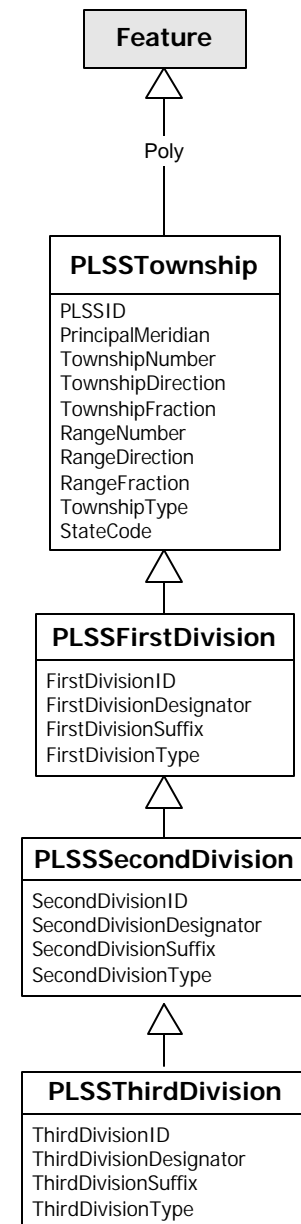 Feature
Poly
PLSSTownship
PLSSID
PrincipalMeridian
TownshipNumber
TownshipDirection
TownshipFraction
RangeNumber
RangeDirection
RangeFraction
TownshipType
StateCode
PLSSFirstDivision
FirstDivisionID
FirstDivisionDesignator
FirstDivisionSuffix
FirstDivisionType
PLSSSecondDivision
SecondDivisionID
SecondDivisionDesignator
SecondDivisionSuffix
SecondDivisionType
PLSSThirdDivision
ThirdDivisionID
ThirdDivisionDesignator
ThirdDivisionSuffix
ThirdDivisionType